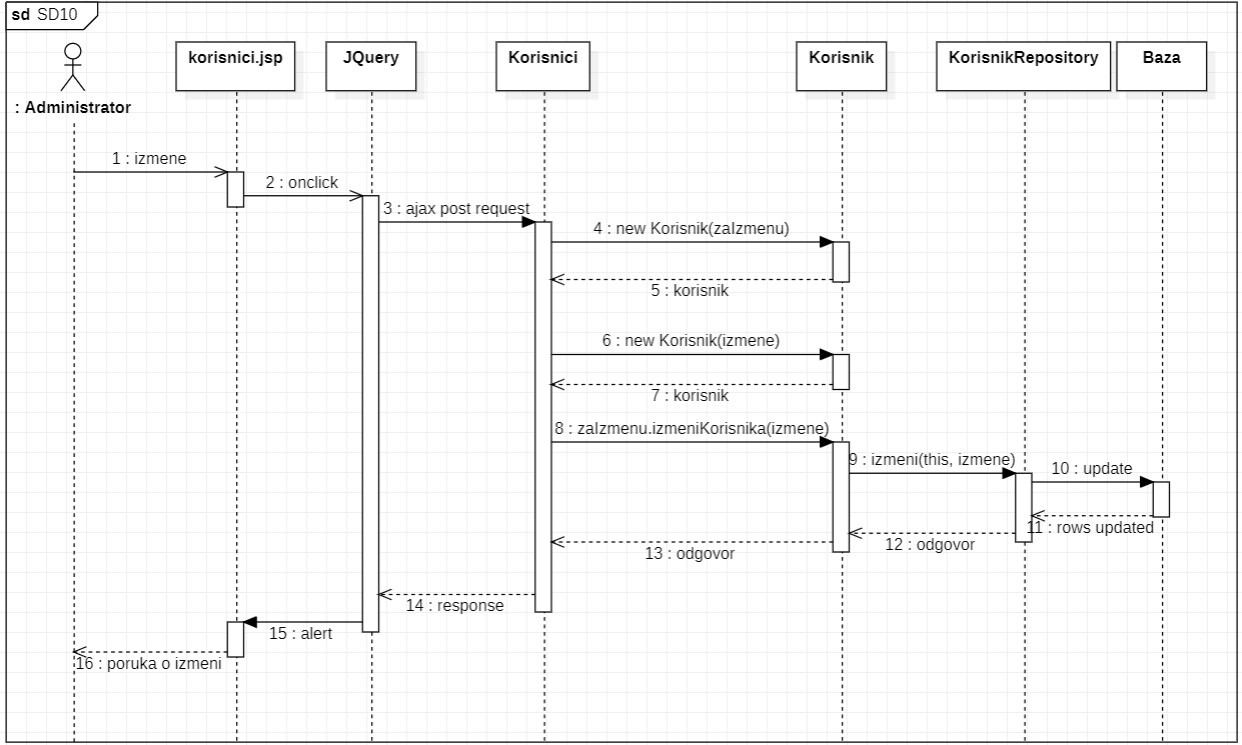 sd SD10
korisnici.jsp
JQuery
Korisnici
Korisnik
KorisnikRepository
Baza
: Administrator
1 : izmene
2 : onclick
3 : ajax post request
4 : new Korisnik(zaIzmenu)
5 : korisnik
6 : new Korisnik(izmene)
7 : korisnik
8 : zaIzmenu.izmeniKorisnika(izmene)
9 : izmeni(this, izmene)
10 : update
11 : rows updated
12 : odgovor
13 : odgovor
14 : response
15 : alert
16 : poruka o izmeni